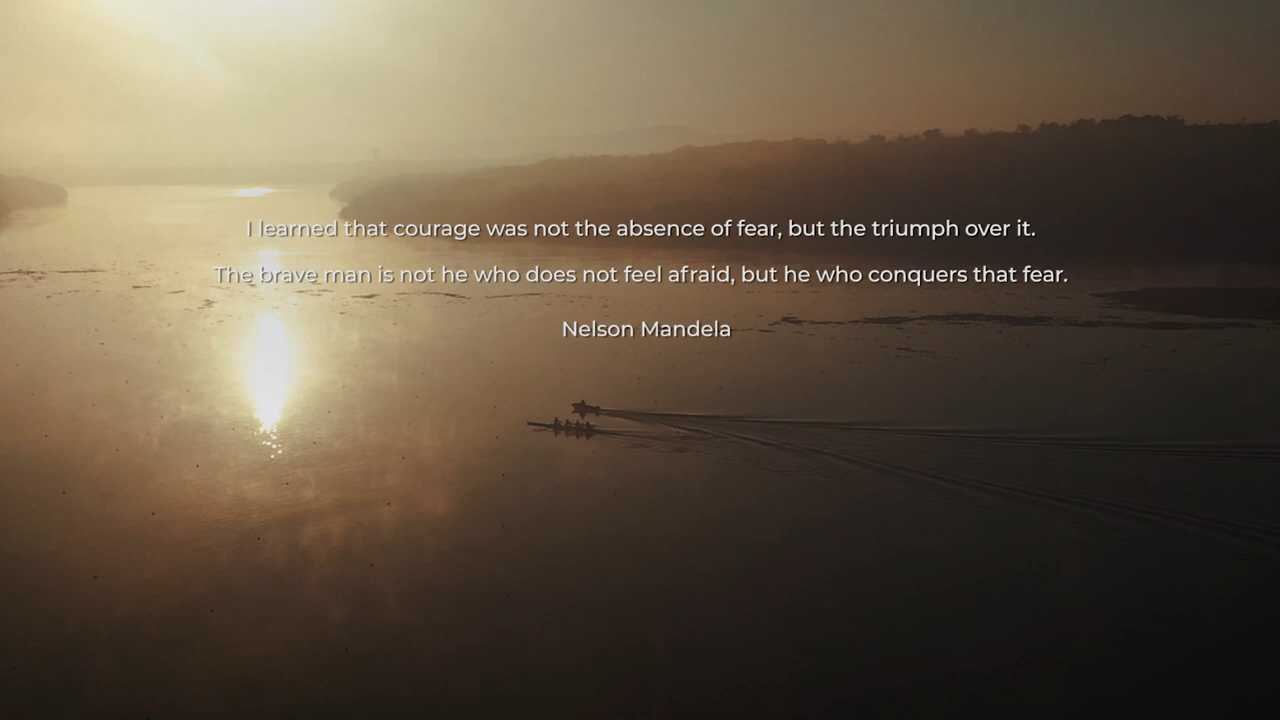 I learned that courage was not the absence of fear, but the triumph over it.
The brave man is not he who does not feel afraid, but he who conquers that fear.
Nelson Mandela